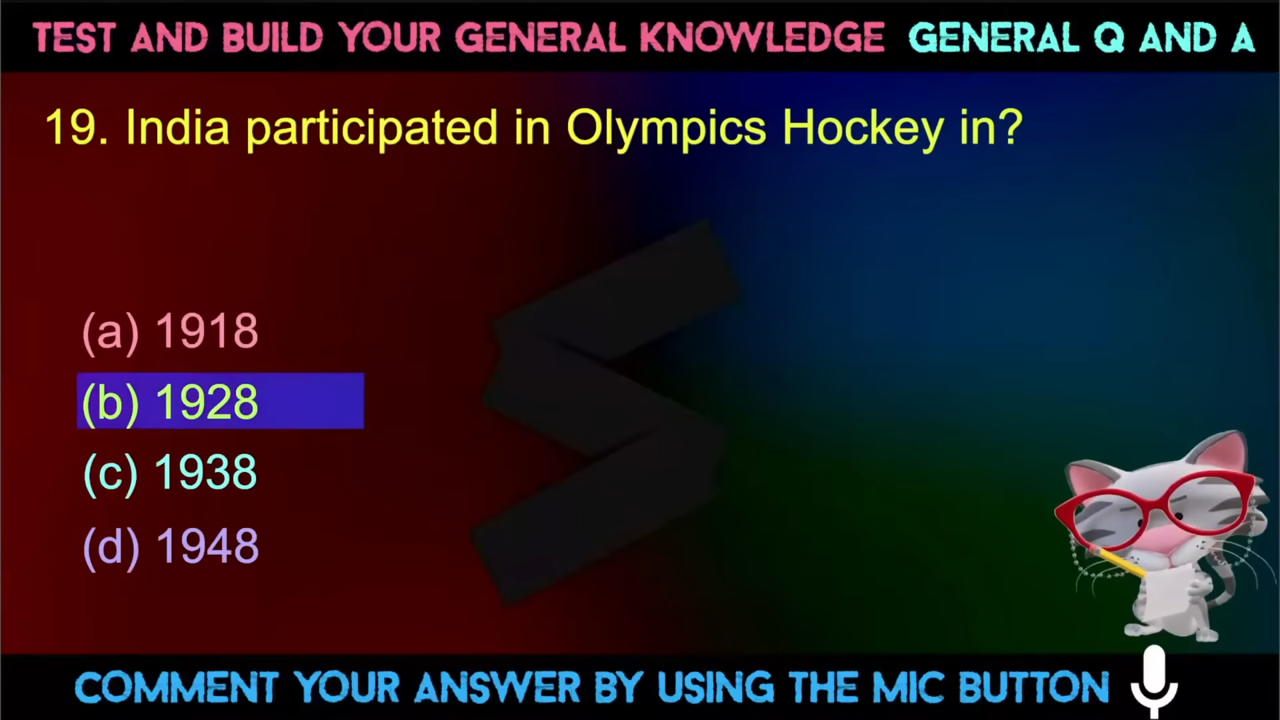 TEST AND BUILD YOUR GENERAL KNOWLEDGE GENERAL Q AND A
19. India participated in Olympics Hockey in?
(a) 1918
(b) 1928
(c) 1938
(d) 1948
COMMENT YOUR ANSWER BY USING THE MIC BUTTON